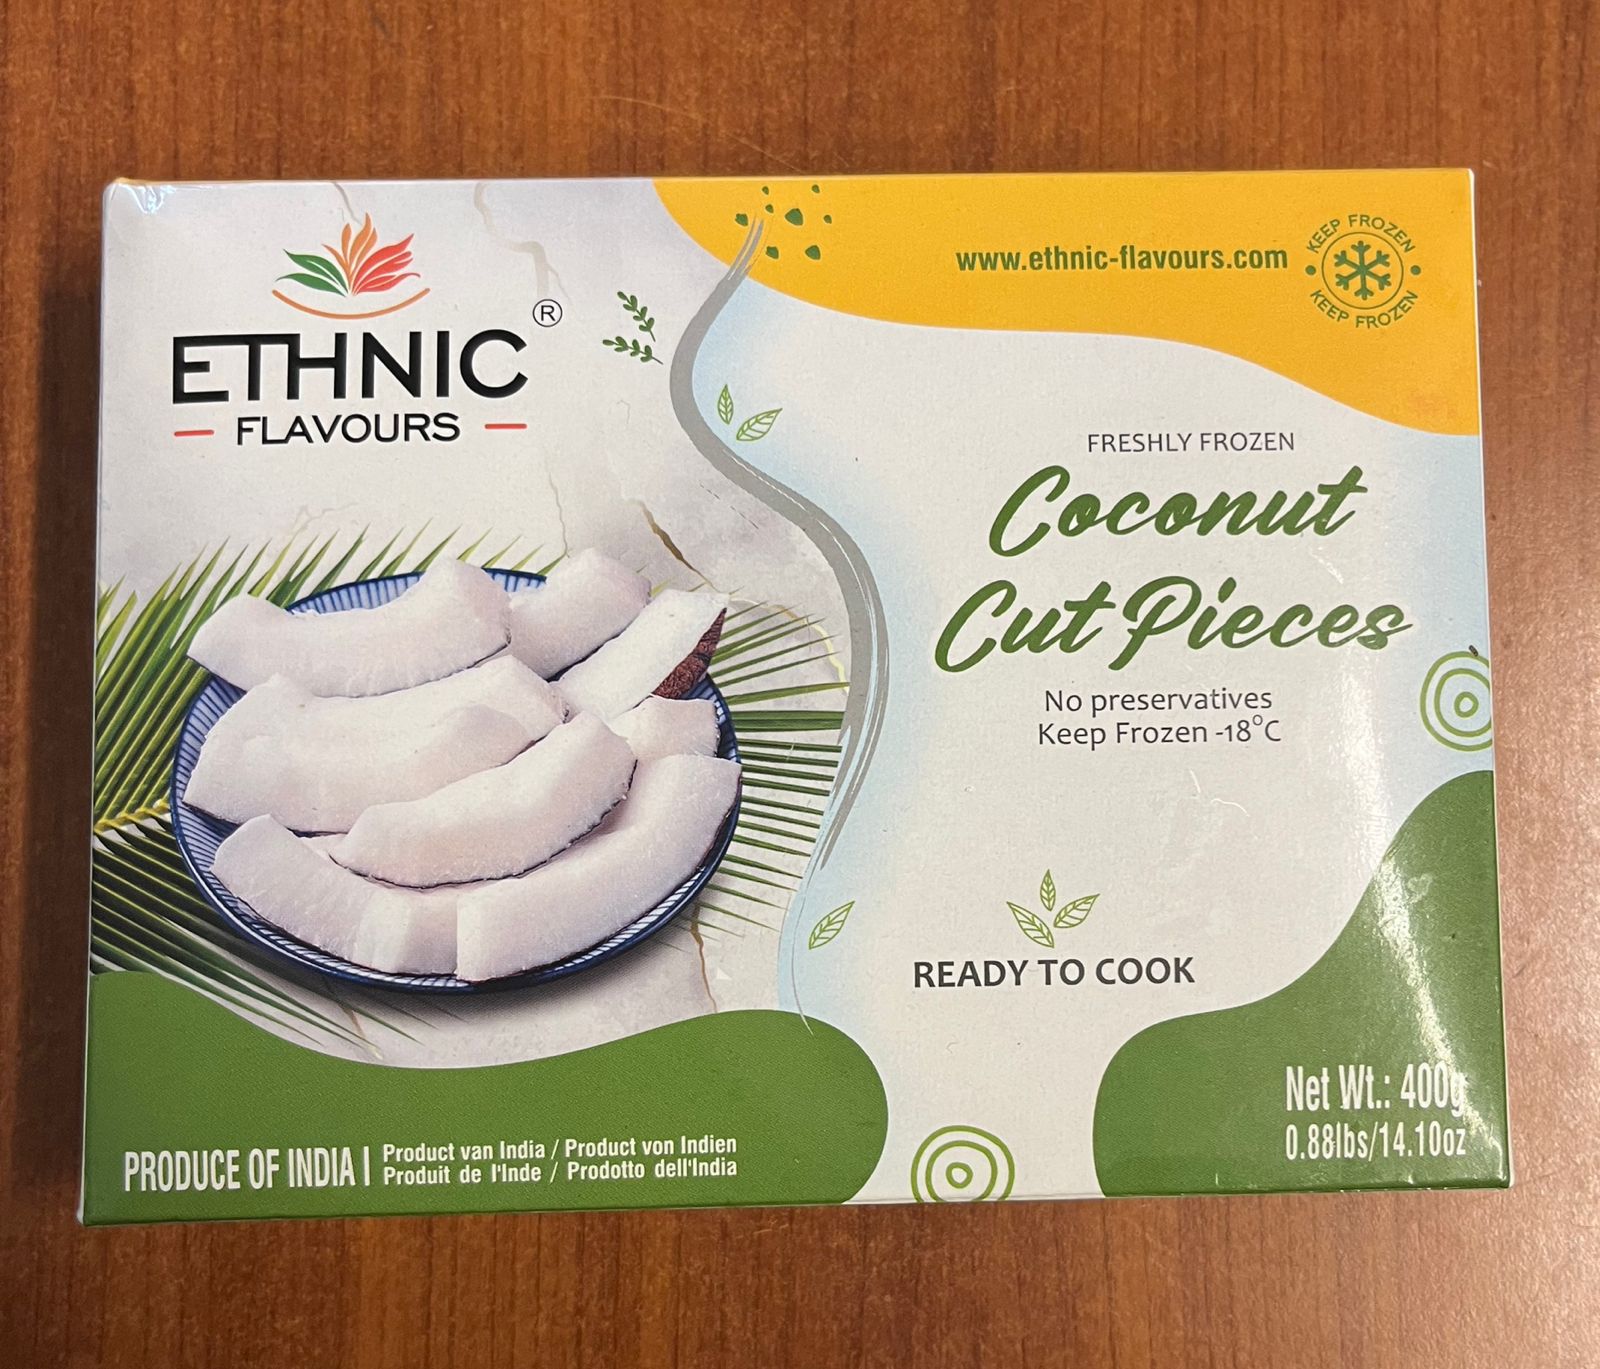 ETHNIC ®
FLAVOURS
www.ethnic-flavours.com
KEEP FROZEN
KEEP FROZEN
FRESHLY FROZEN
Coconut
Cut Pieces
No preservatives
Keep Frozen -18°C
READY TO COOK
Net Wt.: 400g
0.88lbs/14.10oz
PRODUCE OF INDIA |
Product van India / Product von Indien
Produit de l'Inde / Prodotto dell'India